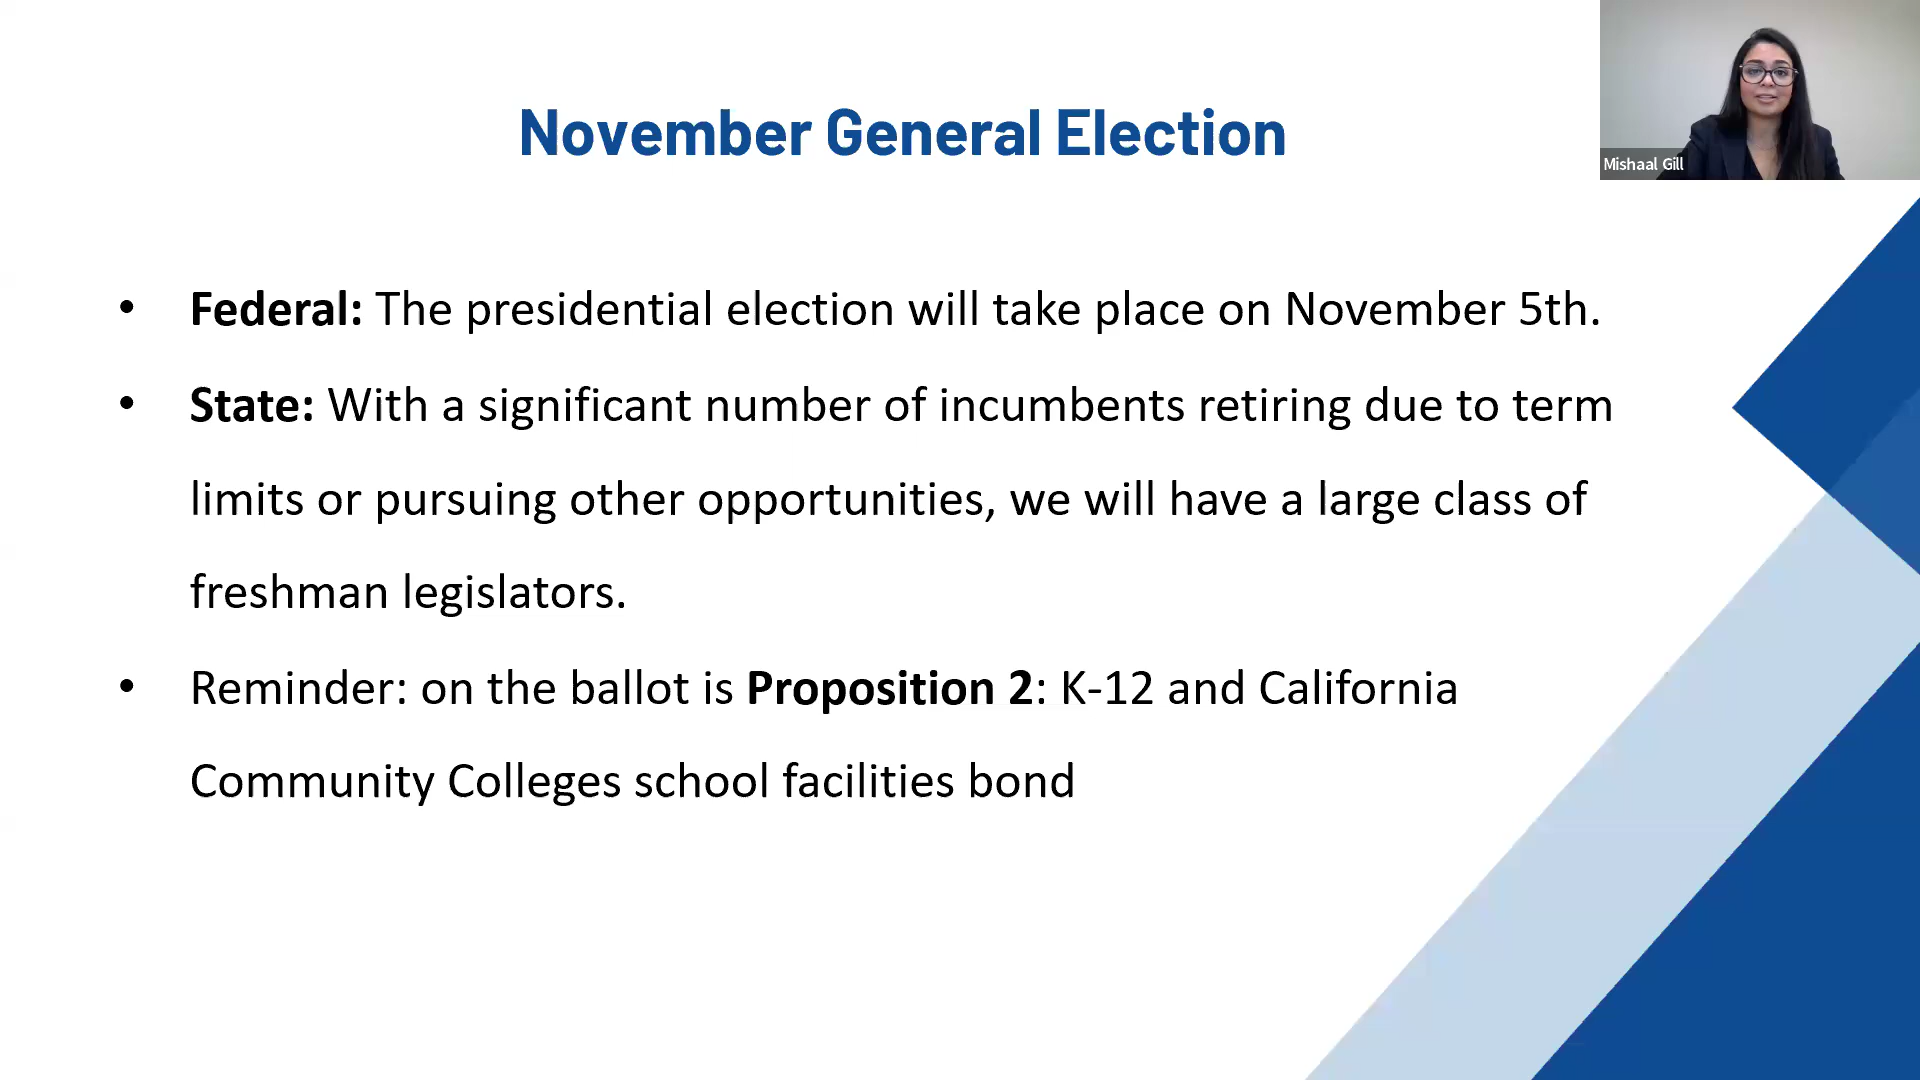 November General Election
Mishaal Gill
• Federal: The presidential election will take place on November 5th.
• State: With a significant number of incumbents retiring due to term
limits or pursuing other opportunities, we will have a large class of
freshman legislators.
• Reminder: on the ballot is Proposition 2: K-12 and California
Community Colleges school facilities bond